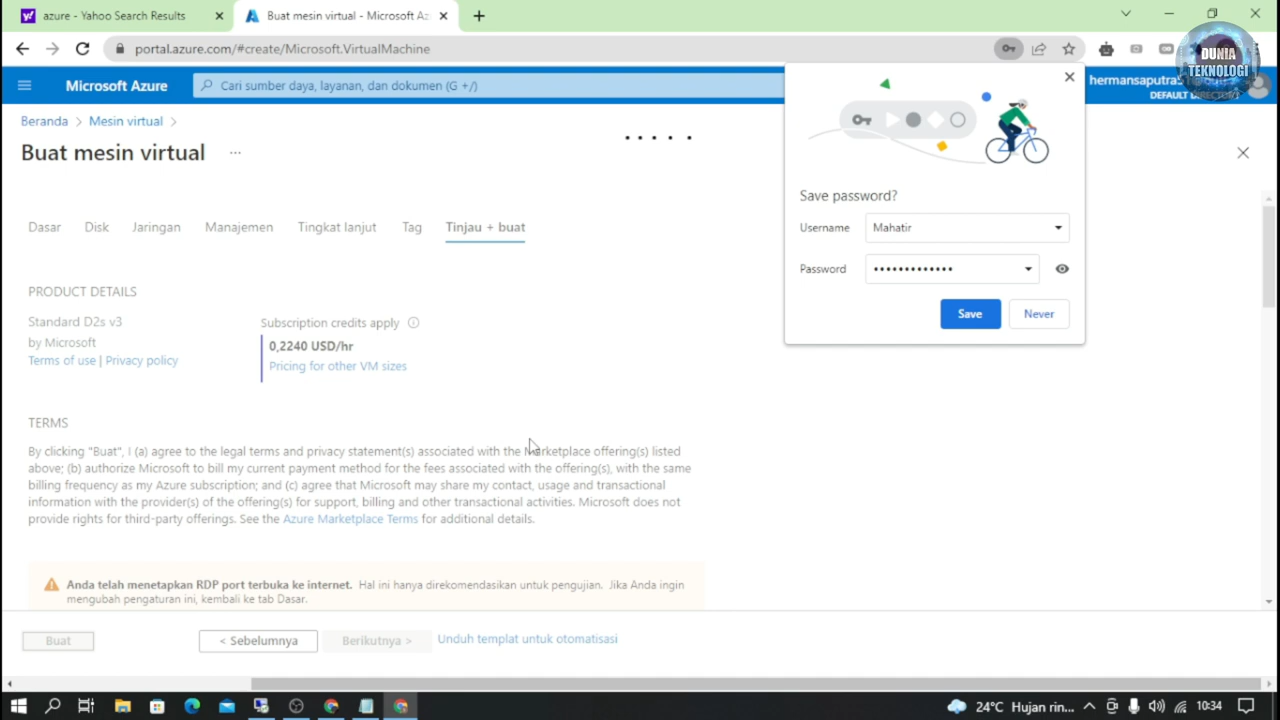 azure - Yahoo Search Results
Buat mesin virtual - Microsoft Az
portal.azure.com/#create/Microsoft.VirtualMachine
DUNIA
TEKNOLOGI
Microsoft Azure
Cari sumber daya, layanan, dan dokumen (G +/)
hermansaputra
DEFAULT
Beranda > Mesin virtual >
Buat mesin virtual ...
Dasar Disk Jaringan Manajemen Tingkat lanjut Tag Tinjau + buat
Save password?
Username Mahatir
Password •••••••••••••
Save Never
PRODUCT DETAILS
Standard D2s v3
by Microsoft
Terms of use | Privacy policy
Subscription credits apply
0,2240 USD/hr
Pricing for other VM sizes
TERMS
By clicking "Buat", I (a) agree to the legal terms and privacy statement(s) associated with the Marketplace offering(s) listed
above; (b) authorize Microsoft to bill my current payment method for the fees associated with the offering(s), with the same
billing frequency as my Azure subscription; and (c) agree that Microsoft may share my contact, usage and transactional
information with the provider(s) of the offering(s) for support, billing and other transactional activities. Microsoft does not
provide rights for third-party offerings. See the Azure Marketplace Terms for additional details.
Anda telah menetapkan RDP port terbuka ke internet. Hal ini hanya direkomendasikan untuk pengujian. Jika Anda ingin
mengubah pengaturan ini, kembali ke tab Dasar.
Buat < Sebelumnya Berikutnya > Unduh templat untuk otomatisasi
24°C Hujan rin... 10:34